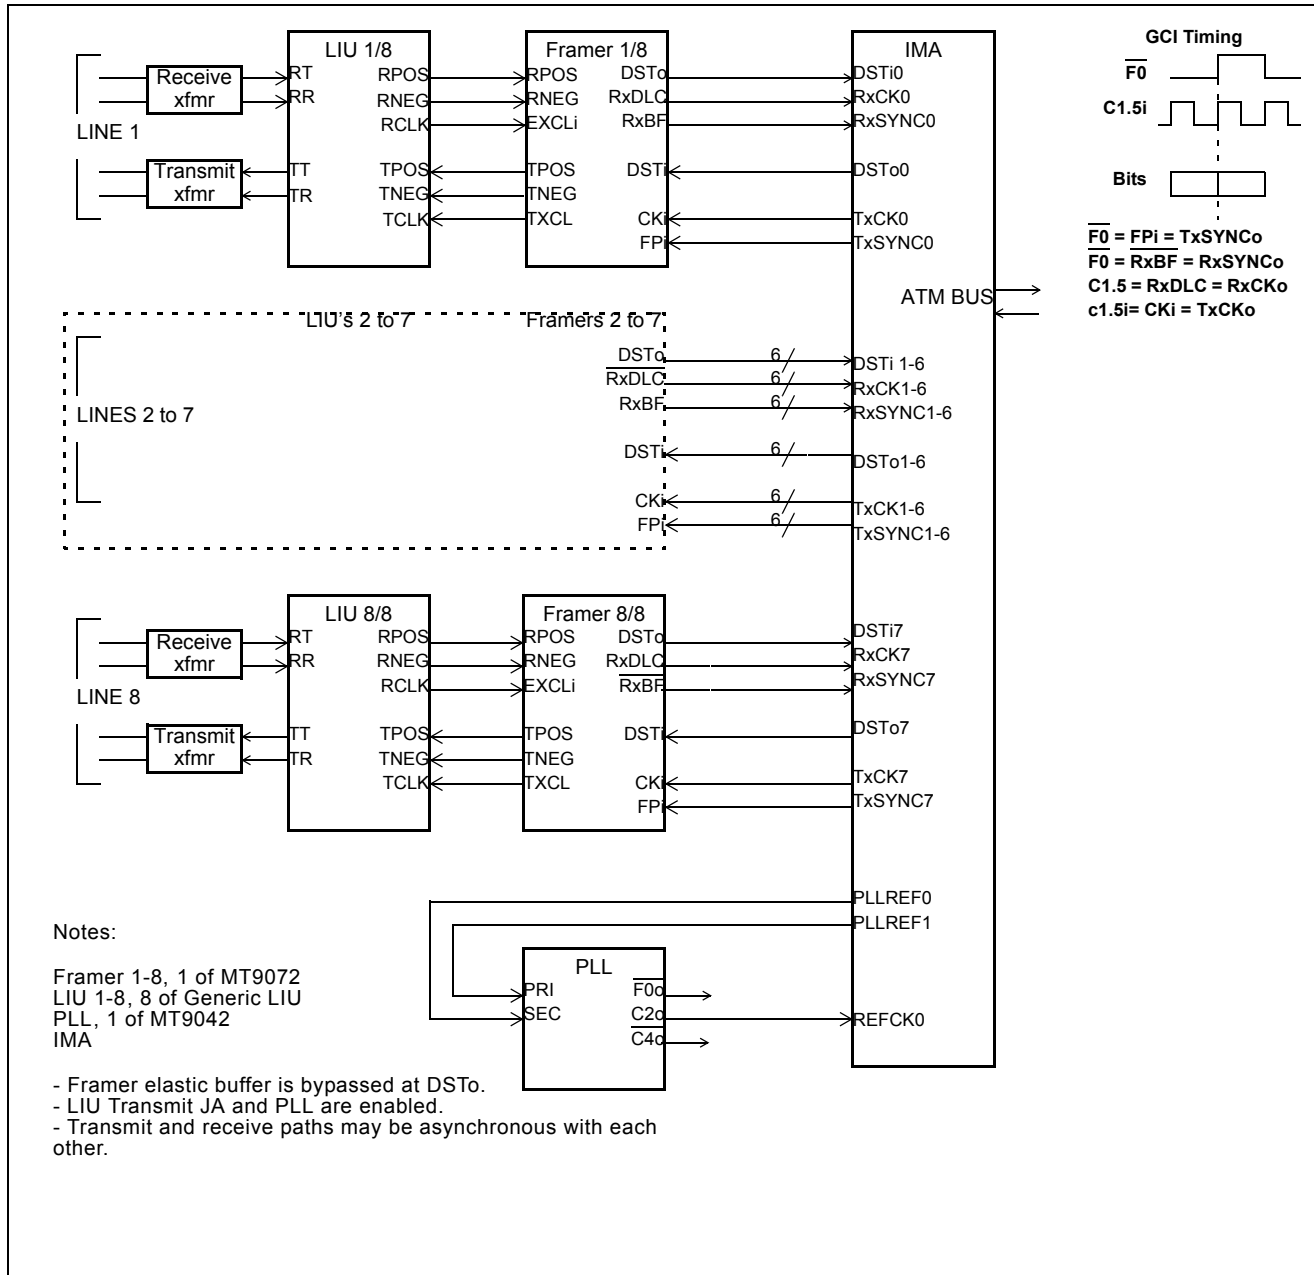 LIU 1/8
Framer 1/8
IMA
GCI Timing
Receive
xfmr
RT
RR
RPOS
RNEG
RCLK
RPOS
RNEG
EXCLi
DSTo
RxDLC
RxBF
DSTi0
RxCK0
RxSYNC0
F0
C1.5i
LINE 1
Transmit
xfmr
TT
TR
TPOS
TNEG
TCLK
TPOS
TNEG
TXCL
DSTi
CKi
FPi
DSTo0
TxCK0
TxSYNC0
Bits
F0 = FPi = TxSYNCo
F0 = RxBF = RxSYNCo
C1.5 = RxDLC = RxCKo
c1.5i= CKi = TxCKo
ATM BUS
LIU's 2 to 7
Framers 2 to 7
LINES 2 to 7
DSTo
RxDLC
RxBF
DSTi
CKi
FPi
6
6
6
6
6
6
DSTi 1-6
RxCK1-6
RxSYNC1-6
DSTo1-6
TxCK1-6
TxSYNC1-6
LIU 8/8
Framer 8/8
Receive
xfmr
RT
RR
RPOS
RNEG
RCLK
RPOS
RNEG
EXCLi
DSTo
RxDLC
RxBF
DSTi7
RxCK7
RxSYNC7
LINE 8
Transmit
xfmr
TT
TR
TPOS
TNEG
TCLK
TPOS
TNEG
TXCL
DSTi
CKi
FPi
DSTo7
TxCK7
TxSYNC7
PLLREF0
PLLREF1
PLL
PRI
SEC
F0o
C2o
C4o
REFCK0
Notes:
Framer 1-8, 1 of MT9072
LIU 1-8, 8 of Generic LIU
PLL, 1 of MT9042
IMA
- Framer elastic buffer is bypassed at DSTo.
- LIU Transmit JA and PLL are enabled.
- Transmit and receive paths may be asynchronous with each
other.